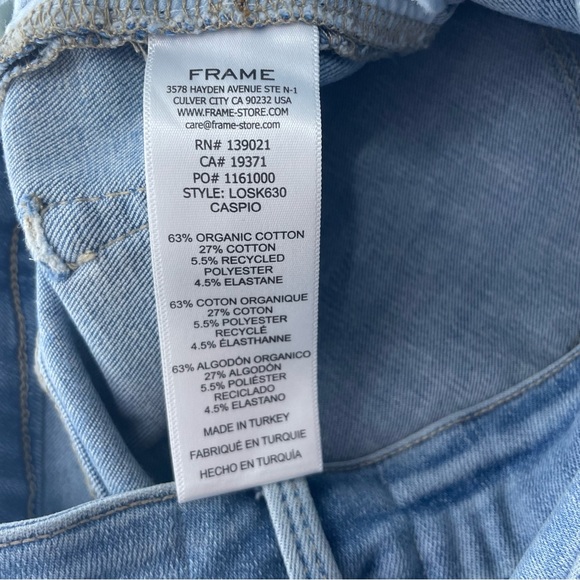 FRAME
3578 HAYDEN AVENUE STE N-1
CULVER CITY CA 90232 USA
WWW.FRAME-STORE.COM
care@frame-store.com
RN# 139021
CA# 19371
PO# 1161000
STYLE: LOSK630
CASPIO
63% ORGANIC COTTON
27% COTTON
5.5% RECYCLED
POLYESTER
4.5% ELASTANE
63% COTON ORGANIQUE
27% COTON
5.5% POLYESTER
RECYCLÉ
4.5% ÉLASTHANNE
63% ALGODÓN ORGANICO
27% ALGODÓN
5.5% POLIÉSTER
RECICLADO
4.5% ELASTANO
MADE IN TURKEY
FABRIQUÉ EN TURQUIE
HECHO EN TURQUÍA